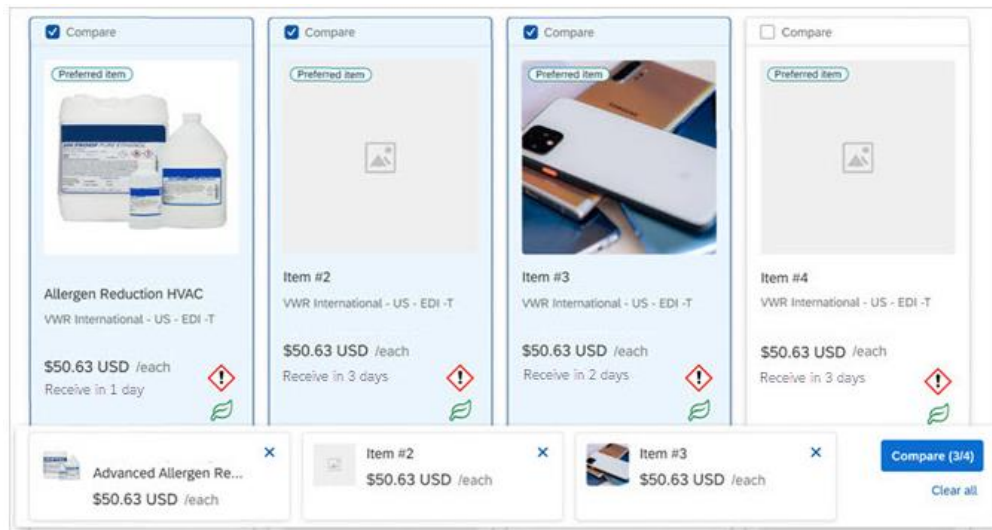 Compare
Compare
Compare
Compare
Preferred item
Preferred item
Preferred item
Preferred item
SAMSUNG
PURE ETHANOL
Allergen Reduction HVAC
VWR International - US - EDI -T
$50.63 USD /each
Receive in 1 day
Item #2
VWR International - US - EDI -T
$50.63 USD /each
Receive in 3 days
Item #3
VWR International - US - EDI -T
$50.63 USD /each
Receive in 2 days
Item #4
VWR International - US - EDI -T
$50.63 USD /each
Receive in 3 days
Advanced Allergen Re...
$50.63 USD /each
Item #2
$50.63 USD /each
Item #3
$50.63 USD /each
Compare (3/4)
Clear all